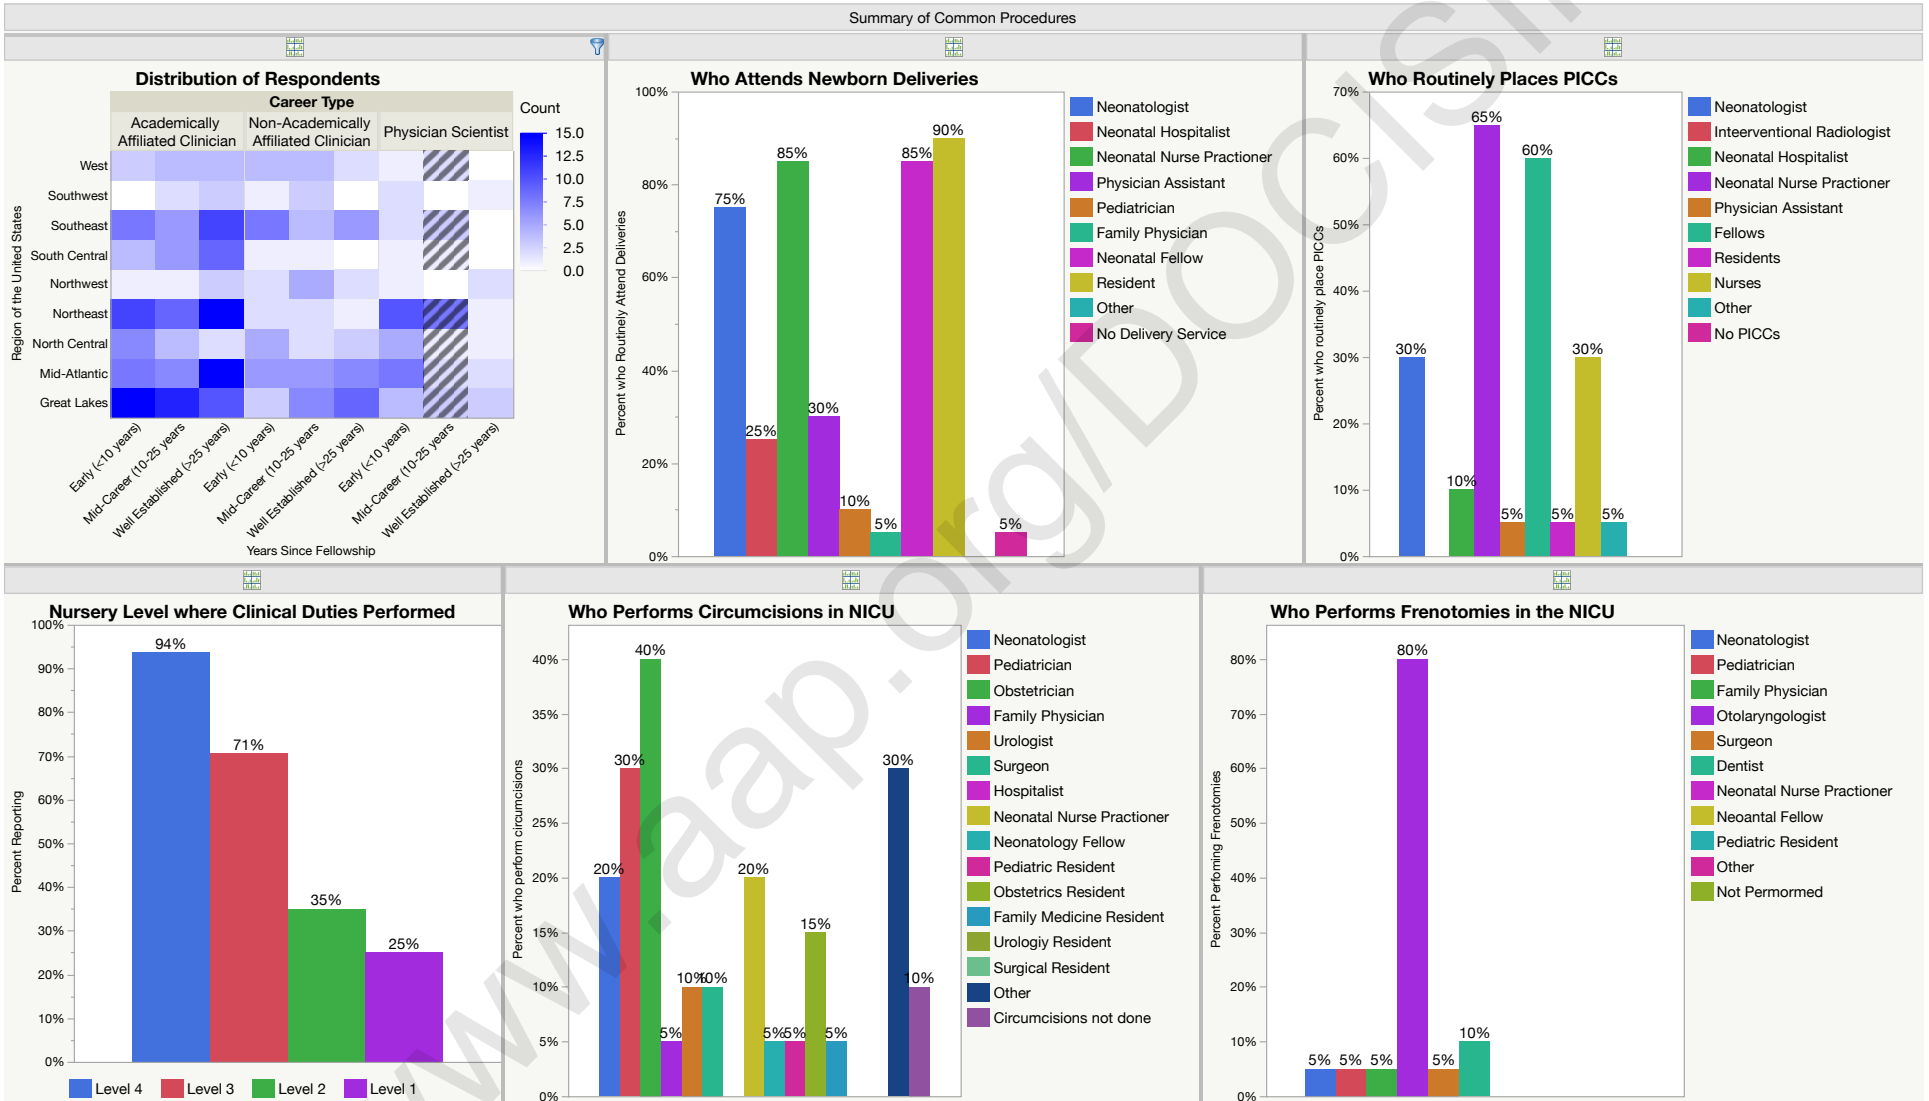 Summary of Common Procedures
Distribution of Respondents
Career Type
Academically
Affiliated Clinician
Non-Academically
Affiliated Clinician
Physician Scientist
Count
15.0
12.5
10.0
7.5
5.0
2.5
0.0
Region of the United States
West
Southwest
Southeast
South Central
Northwest
Northeast
North Central
Mid-Atlantic
Great Lakes
Early (<10 years)
Mid-Career (10-25 years
Well Established (>25 years)
Early (<10 years)
Mid-Career (10-25 years
Well Established (>25 years)
Early (<10 years)
Mid-Career (10-25 years
Well Established (>25 years)
Years Since Fellowship
Who Attends Newborn Deliveries
Percent who Routinely Attend Deliveries
100%
80%
60%
40%
20%
0%
75%
25%
85%
30%
10%
5%
85%
90%
5%
Neonatologist
Neonatal Hospitalist
Neonatal Nurse Practioner
Physician Assistant
Pediatrician
Family Physician
Neonatal Fellow
Resident
Other
No Delivery Service
Who Routinely Places PICCs
Percent who routinely place PICCs
70%
60%
50%
40%
30%
20%
10%
0%
30%
10%
65%
5%
60%
5%
30%
5%
Neonatologist
Inteerventional Radiologist
Neonatal Hospitalist
Neonatal Nurse Practioner
Physician Assistant
Fellows
Residents
Nurses
Other
No PICCs
Nursery Level where Clinical Duties Performed
Percent Reporting
100%
90%
80%
70%
60%
50%
40%
30%
20%
10%
0%
94%
71%
35%
25%
Level 4 Level 3 Level 2 Level 1
Who Performs Circumcisions in NICU
Percent who perform circumcisions
40%
35%
30%
25%
20%
15%
10%
5%
0%
20%
30%
40%
5%
10%
10%
20%
5%
5%
15%
5%
30%
10%
Neonatologist
Pediatrician
Obstetrician
Family Physician
Urologist
Surgeon
Hospitalist
Neonatal Nurse Practioner
Neonatology Fellow
Pediatric Resident
Obstetrics Resident
Family Medicine Resident
Urologiy Resident
Surgical Resident
Other
Circumcisions not done
Who Performs Frenotomies in the NICU
Percent Performing Frenotomies
80%
70%
60%
50%
40%
30%
20%
10%
0%
5%
5%
5%
80%
5%
10%
Neonatologist
Pediatrician
Family Physician
Otolaryngologist
Surgeon
Dentist
Neonatal Nurse Practioner
Neoantal Fellow
Pediatric Resident
Other
Not Permormed
www.aap.org/DOCISI